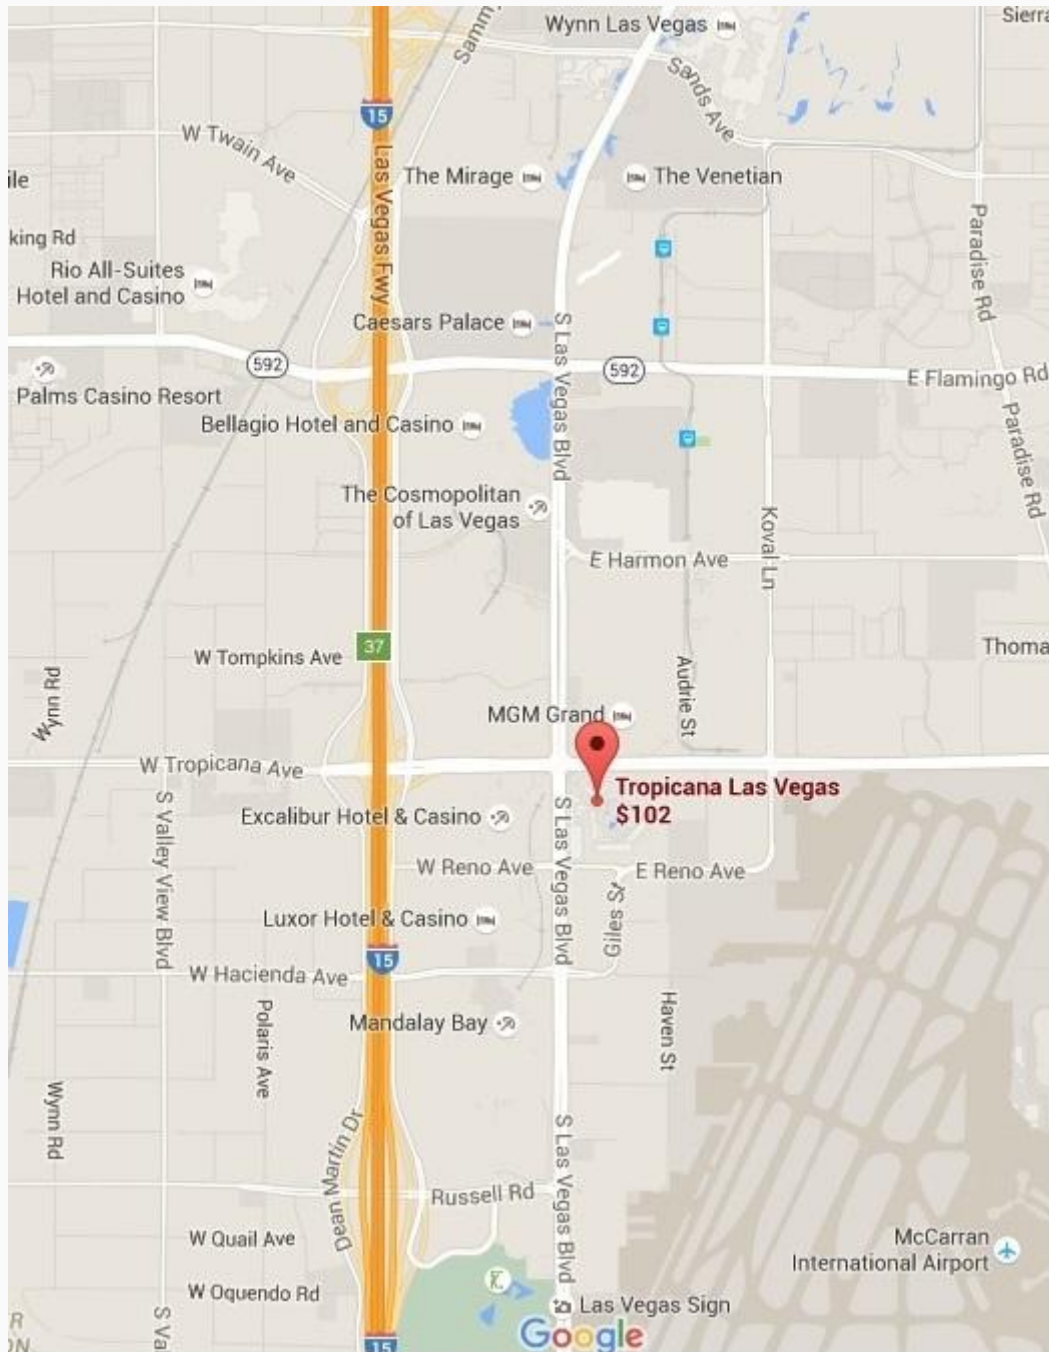 Sierra
Wynn Las Vegas
Sammy
Sands Ave
15
W Twain Ave
Las Vegas Fwy
The Mirage
The Venetian
ile
king Rd
Paradise Rd
Rio All-Suites
Hotel and Casino
Caesars Palace
S Las Vegas Blvd
592
592
E Flamingo Rd
Palms Casino Resort
Bellagio Hotel and Casino
Paradise Rd
The Cosmopolitan
of Las Vegas
Koval Ln
E Harmon Ave
37
W Tompkins Ave
Thoma
Wynn Rd
Audrie St
MGM Grand
W Tropicana Ave
Tropicana Las Vegas
$102
S Valley View Blvd
Excalibur Hotel & Casino
S Las Vegas Blvd
W Reno Ave
E Reno Ave
Luxor Hotel & Casino
Giles St
15
W Hacienda Ave
Polaris Ave
Mandalay Bay
Haven St
Wynn Rd
Dean Martin Dr
S Las Vegas Blvd
Russell Rd
W Quail Ave
McCarran
International Airport
W Oquendo Rd
Las Vegas Sign
S Va
R
ON
Google
15